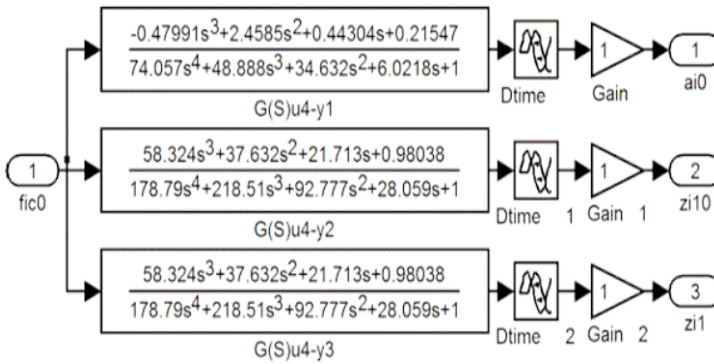 -0.47991s³+2.4585s²+0.44304s+0.21547
74.057s⁴+48.888s³+34.632s²+6.0218s+1
G(S)u4-y1
Dtime
1
Gain
1
ai0
1
fic0
58.324s³+37.632s²+21.713s+0.98038
178.79s⁴+218.51s³+92.777s²+28.059s+1
G(S)u4-y2
Dtime 1
1
Gain 1
2
zi10
58.324s³+37.632s²+21.713s+0.98038
178.79s⁴+218.51s³+92.777s²+28.059s+1
G(S)u4-y3
Dtime 2
1
Gain 2
3
zi1